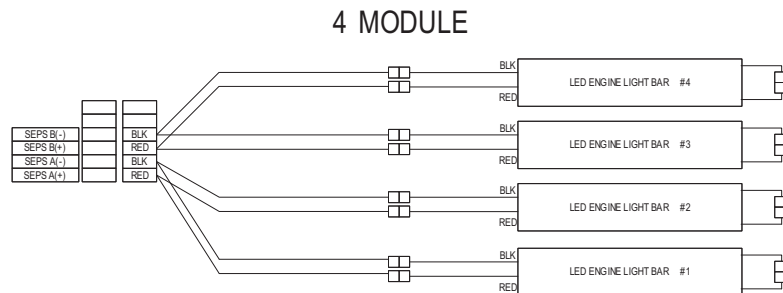 4 MODULE
BLK
LED ENGINE LIGHT BAR #4
RED
SEPS B(-) BLK
SEPS B(+) RED
SEPS A(-) BLK
SEPS A(+) RED
BLK
LED ENGINE LIGHT BAR #3
RED
BLK
LED ENGINE LIGHT BAR #2
RED
BLK
LED ENGINE LIGHT BAR #1
RED